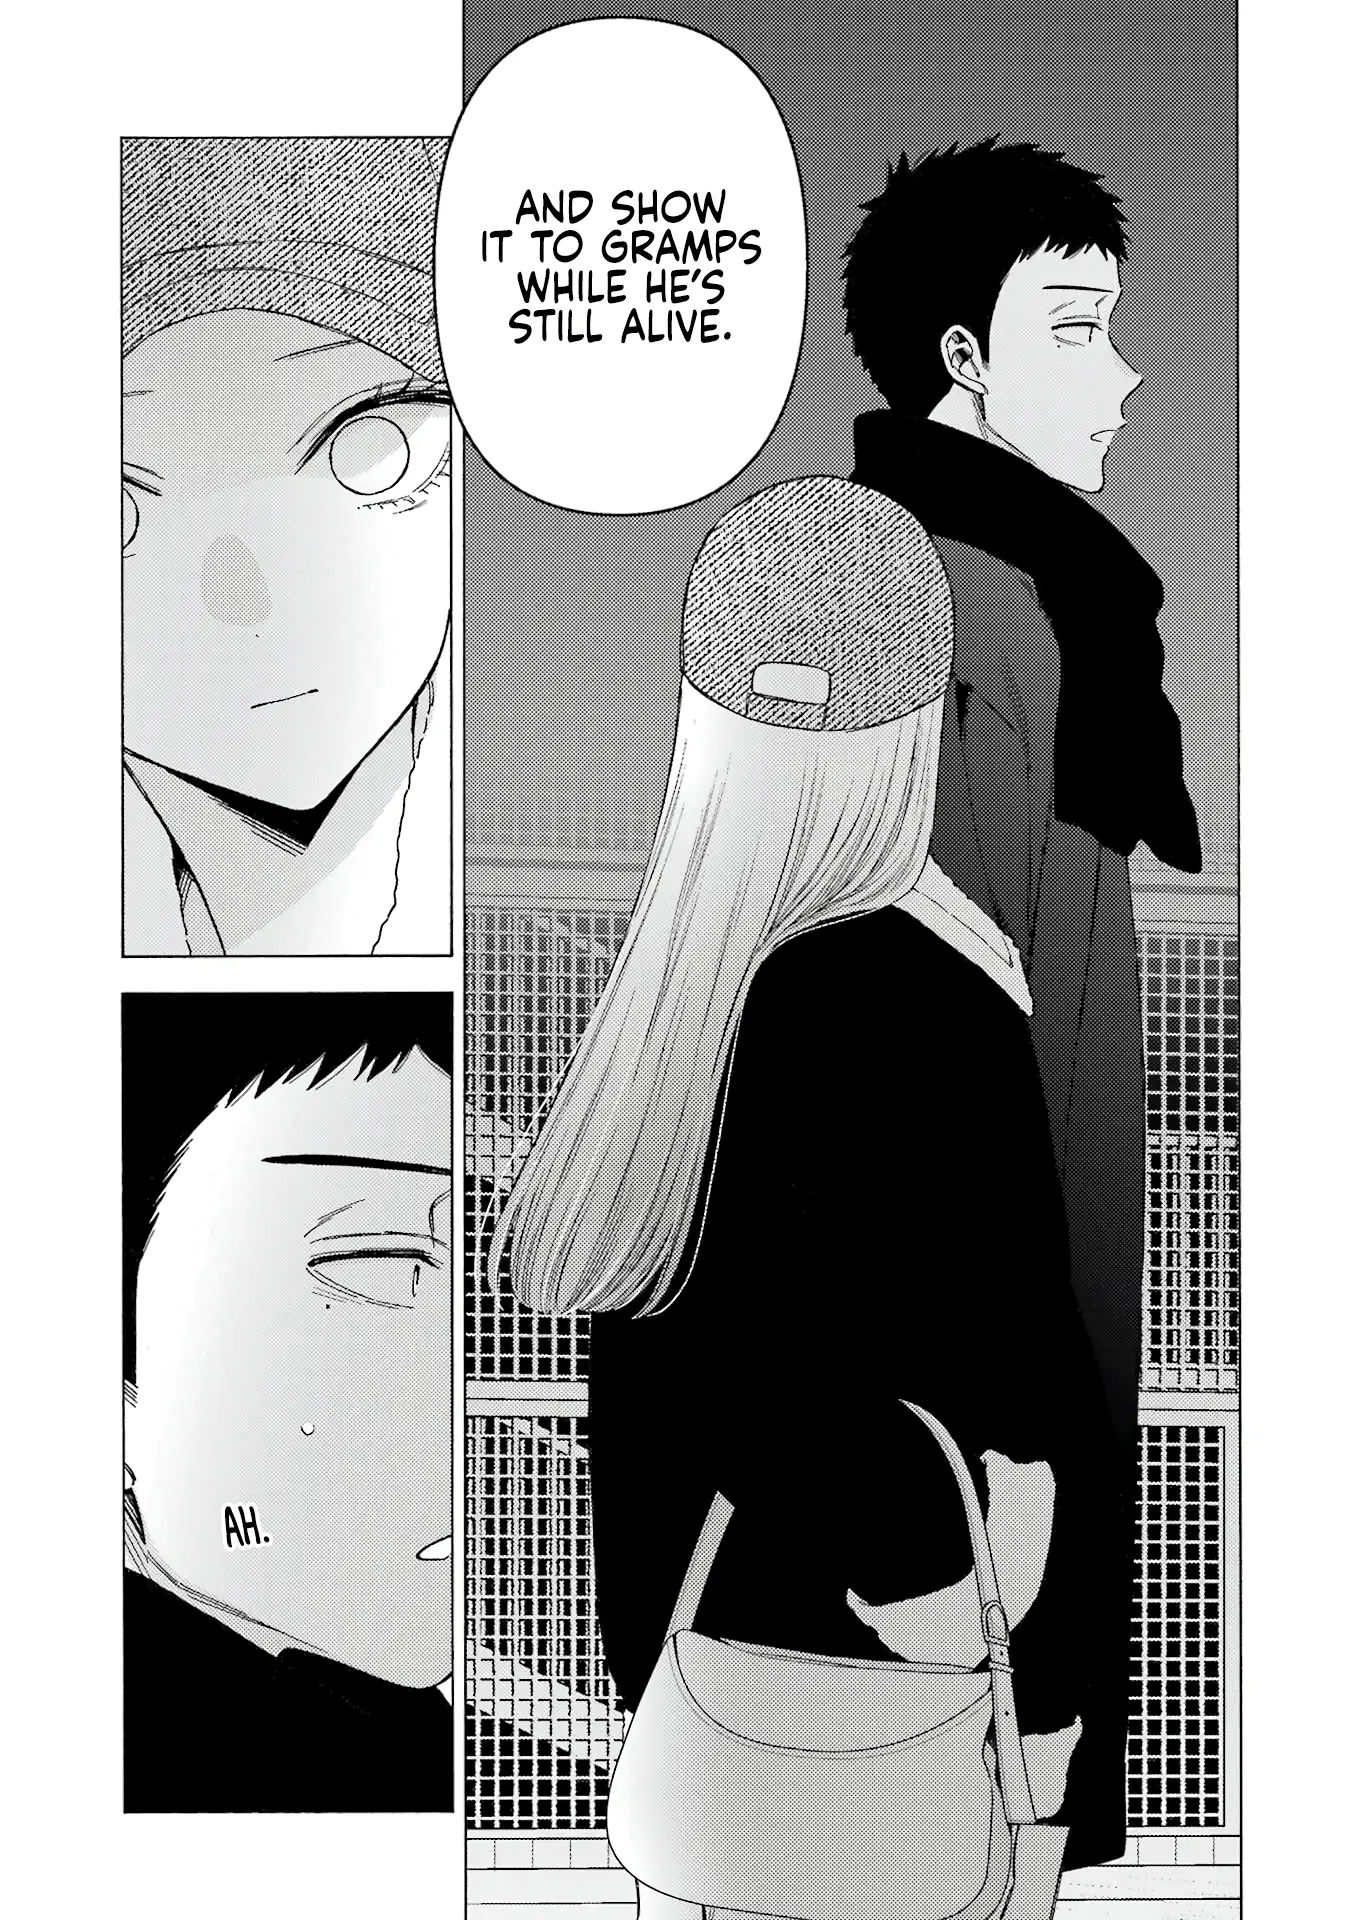 AND SHOW
IT TO GRAMPS
WHILE HE'S
STILL ALIVE.
AH.